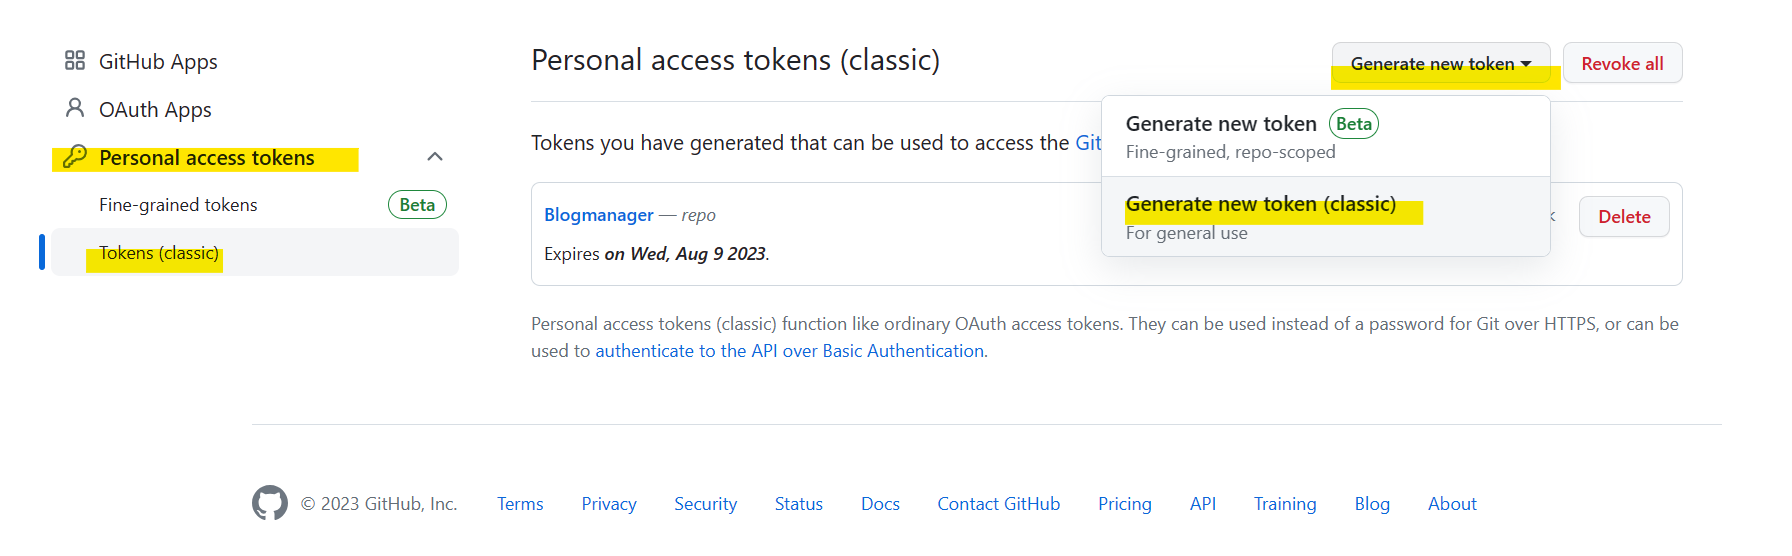 GitHub Apps
OAuth Apps
Personal access tokens
Fine-grained tokens Beta
Tokens (classic)
Personal access tokens (classic)
Generate new token
Revoke all
Generate new token Beta
Fine-grained, repo-scoped
Generate new token (classic)
For general use
Tokens you have generated that can be used to access the Git
Blogmanager — repo
Delete
Expires on Wed, Aug 9 2023.
Personal access tokens (classic) function like ordinary OAuth access tokens. They can be used instead of a password for Git over HTTPS, or can be
used to authenticate to the API over Basic Authentication.
© 2023 GitHub, Inc. Terms Privacy Security Status Docs Contact GitHub Pricing API Training Blog About